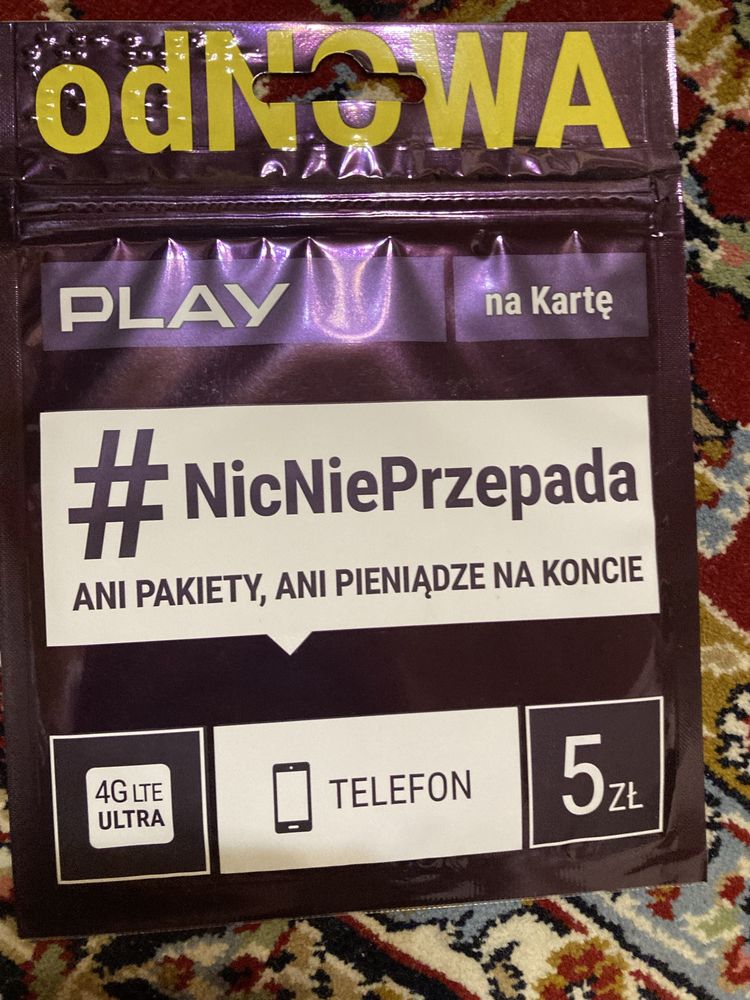 odNOWA
PLAY
na Kartę
#NicNiePrzepada
ANI PAKIETY, ANI PIENIĄDZE NA KONCIE
4G LTE
ULTRA
TELEFON
5 ZŁ